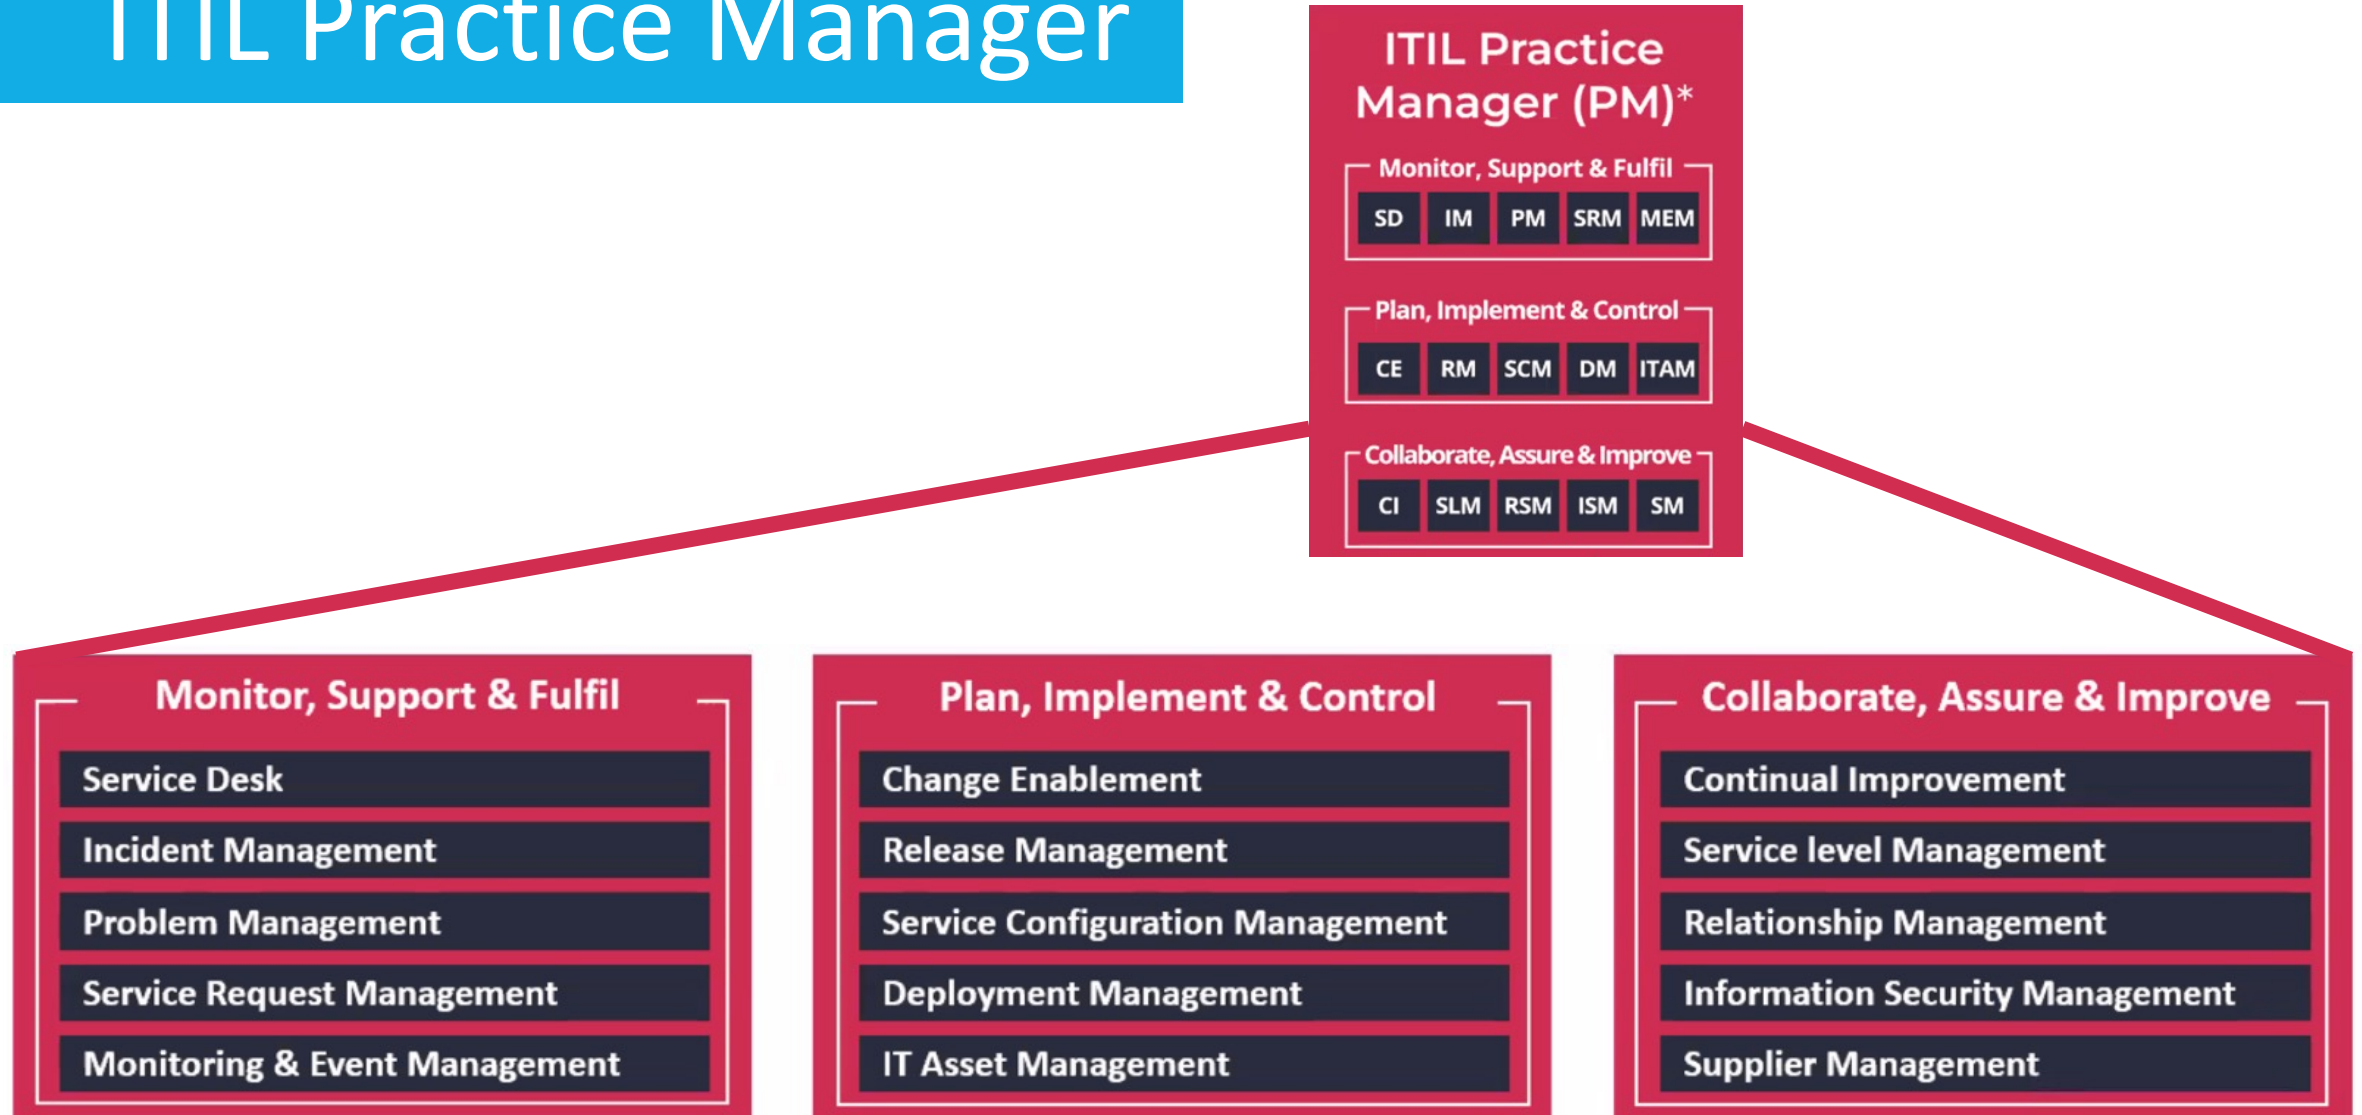 ITIL Practice Manager
ITIL Practice
Manager (PM)*
Monitor, Support & Fulfil
SD IM PM SRM MEM
Plan, Implement & Control
CE RM SCM DM ITAM
Collaborate, Assure & Improve
CI SLM RSM ISM SM
Monitor, Support & Fulfil
Service Desk
Incident Management
Problem Management
Service Request Management
Monitoring & Event Management
Plan, Implement & Control
Change Enablement
Release Management
Service Configuration Management
Deployment Management
IT Asset Management
Collaborate, Assure & Improve
Continual Improvement
Service level Management
Relationship Management
Information Security Management
Supplier Management